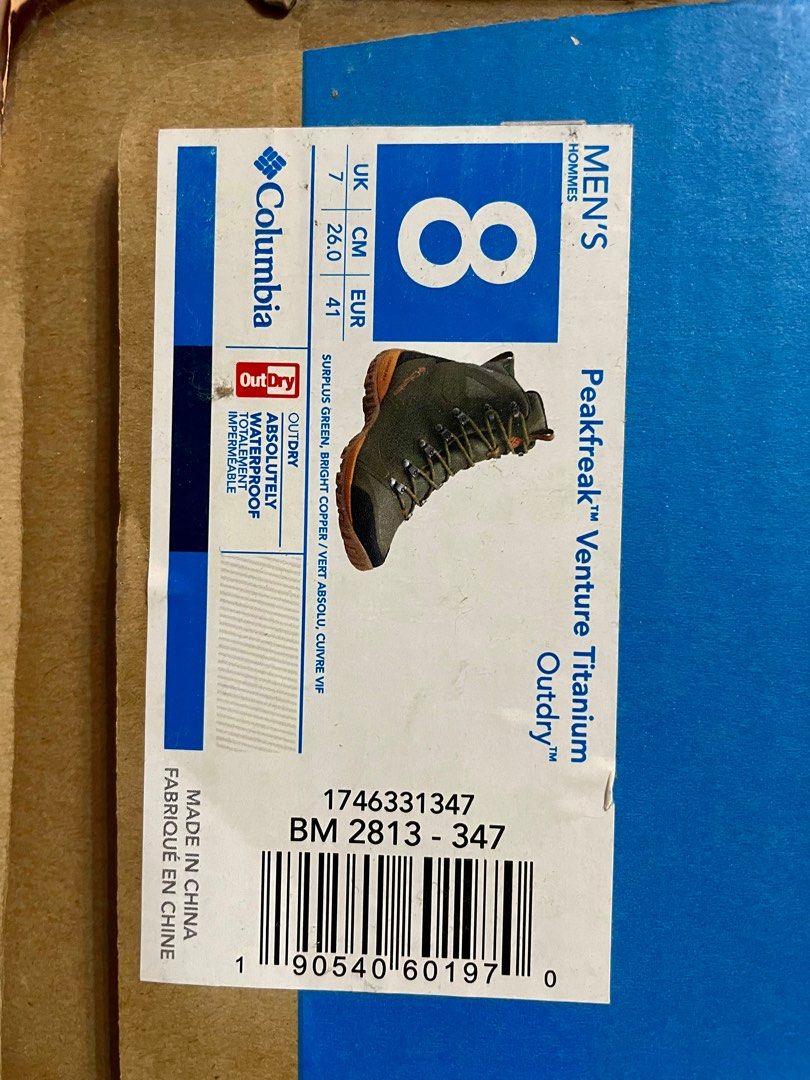 MEN'S
HOMMES
8
UK CM EUR
7 26.0 41
Peakfreak™ Venture Titanium
Outdry™
SURPLUS GREEN, BRIGHT COPPER / VERT ABSOLU, CUIVRE VIF
Columbia
OutDry
OUTDRY
ABSOLUTELY
WATERPROOF
TOTALEMENT
IMPERMÉABLE
1746331347
BM 2813 - 347
1 90540 60197 0
MADE IN CHINA
FABRIQUÉ EN CHINE